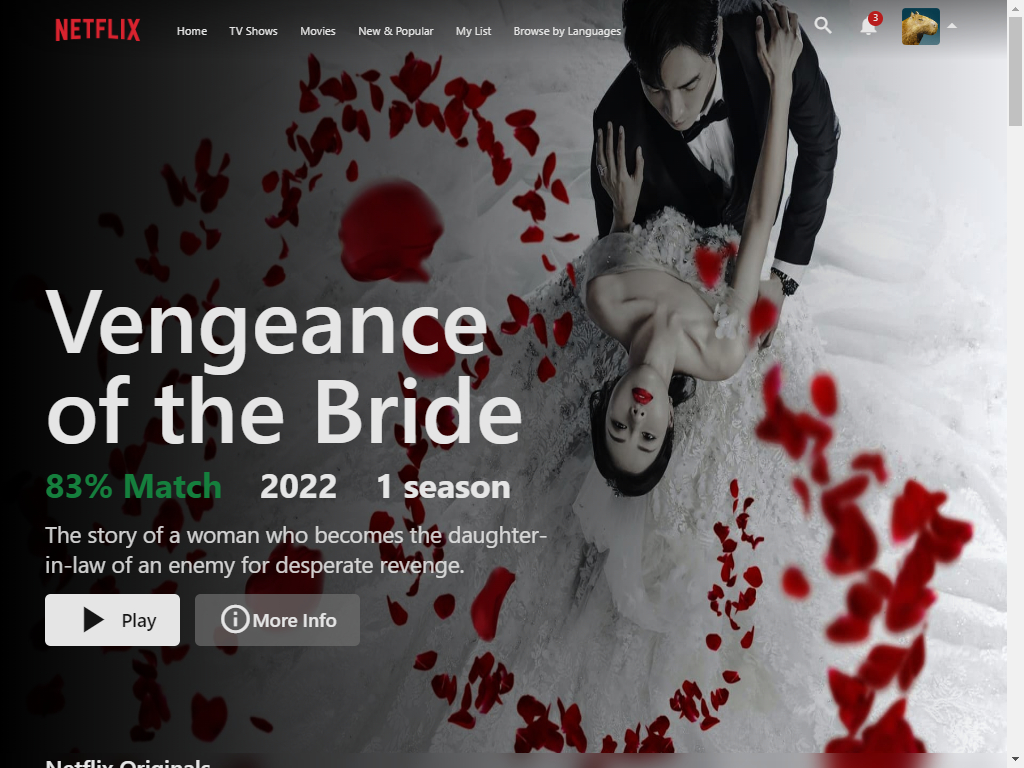 NETFLIX
Home TV Shows Movies New & Popular My List Browse by Languages
3
Vengeance
of the Bride
83% Match 2022 1 season
The story of a woman who becomes the daughter-
in-law of an enemy for desperate revenge.
Play More Info
Netflix Originals